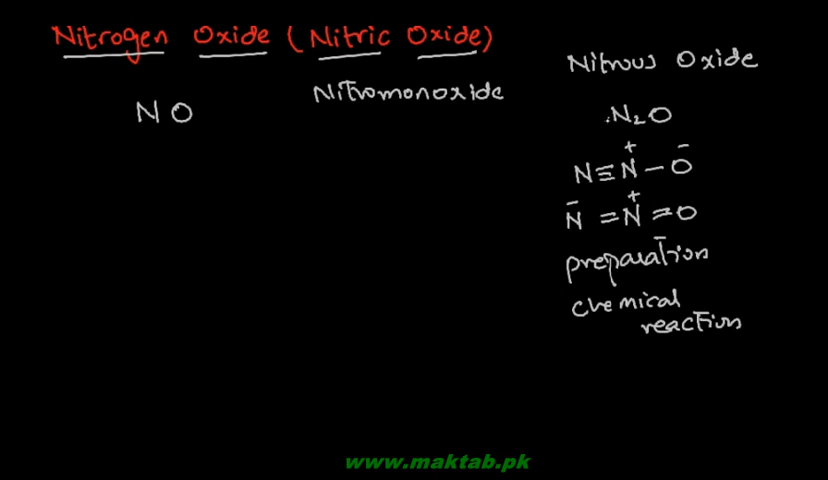 Nitrogen Oxide (Nitric Oxide)
Nitromonoxide
NO
Nitrous Oxide
N₂O
N≡N⁺—O⁻
N⁻=N⁺=O
preparation
chemical
reaction
www.maktab.pk